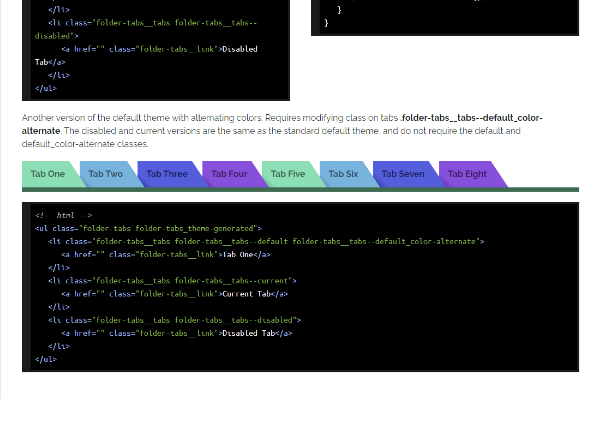 </li>
<li class="folder-tabs__tabs folder-tabs__tabs--
disabled">
<a href="" class="folder-tabs__link">Disabled
Tab</a>
</li>
</ul>
}
}
Another version of the default theme with alternating colors. Requires modifying class on tabs .folder-tabs__tabs--default_color-
alternate. The disabled and current versions are the same as the standard default theme, and do not require the default and
default_color-alternate classes.
Tab One Tab Two Tab Three Tab Four Tab Five Tab Six Tab Seven Tab Eight
<!-- html -->
<ul class="folder-tabs folder-tabs_theme-generated">
<li class="folder-tabs__tabs folder-tabs__tabs--default folder-tabs__tabs--default_color-alternate">
<a href="" class="folder-tabs__link">Tab One</a>
</li>
<li class="folder-tabs__tabs folder-tabs__tabs--current">
<a href="" class="folder-tabs__link">Current Tab</a>
</li>
<li class="folder-tabs__tabs folder-tabs__tabs--disabled">
<a href="" class="folder-tabs__link">Disabled Tab</a>
</li>
</ul>